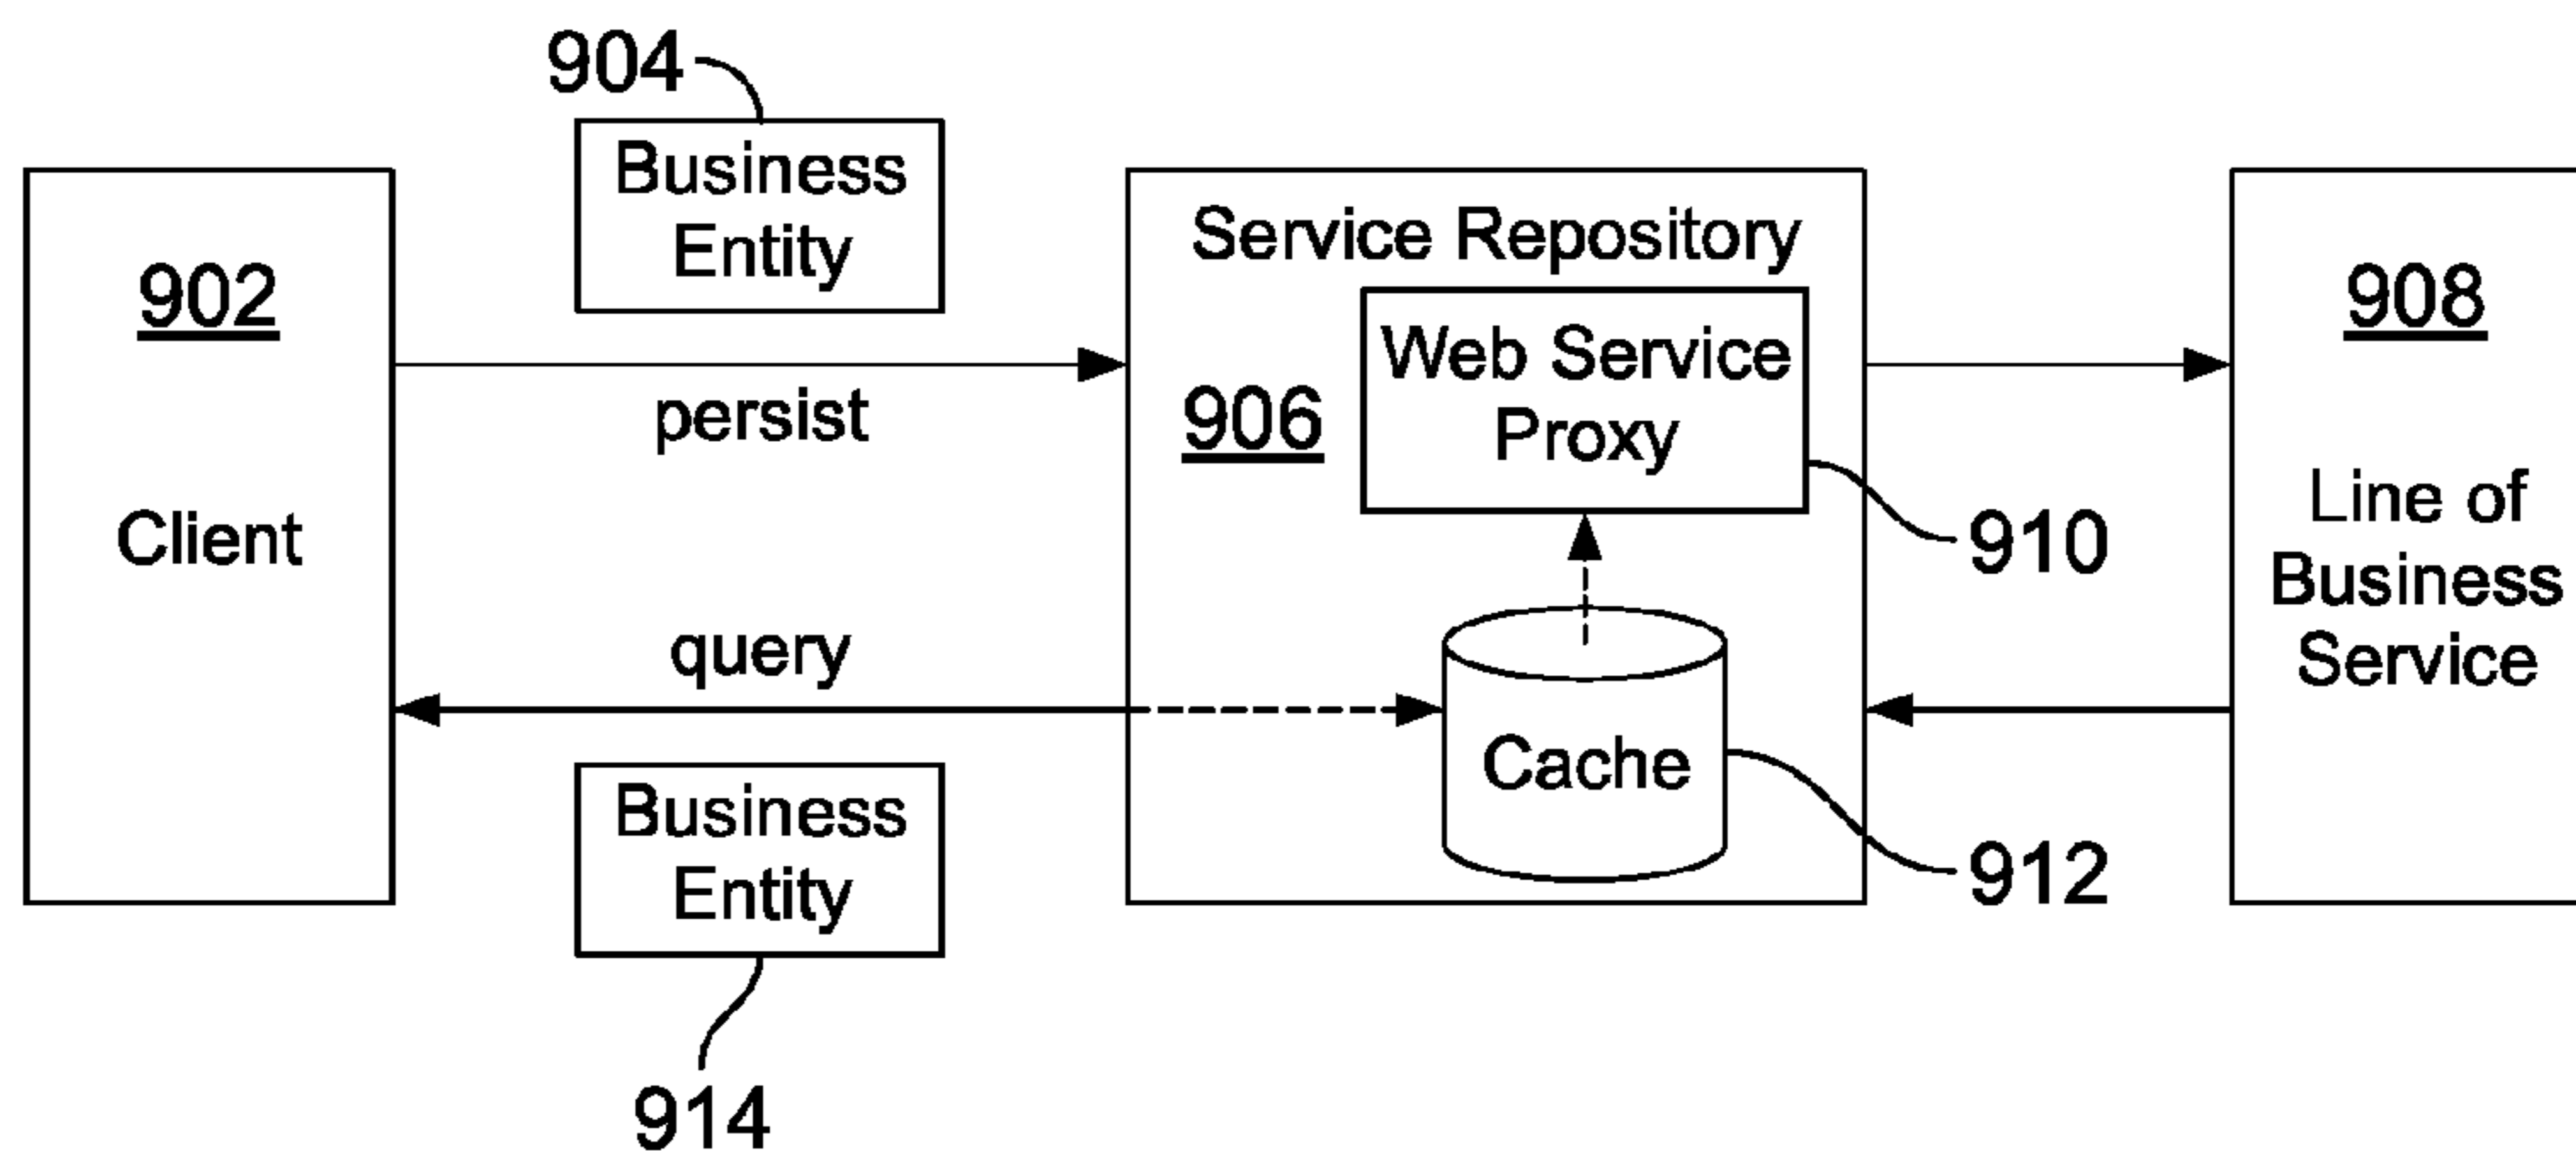 904
Business
Entity
902
Client
persist
query
Business
Entity
914
Service Repository
906
Web Service
Proxy
910
Cache
912
908
Line of
Business
Service